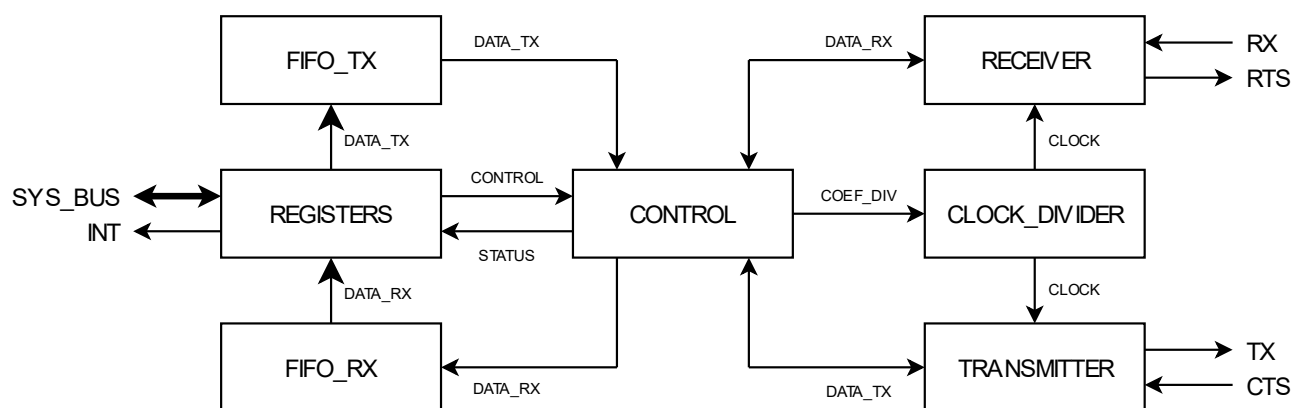 DATA_TX
DATA_RX
FIFO_TX
RECEIVER
RX
RTS
DATA_TX
CLOCK
SYS_BUS
INT
REGISTERS
CONTROL
STATUS
CONTROL
COEF_DIV
CLOCK_DIVIDER
DATA_RX
CLOCK
FIFO_RX
TRANSMITTER
TX
CTS
DATA_RX
DATA_TX